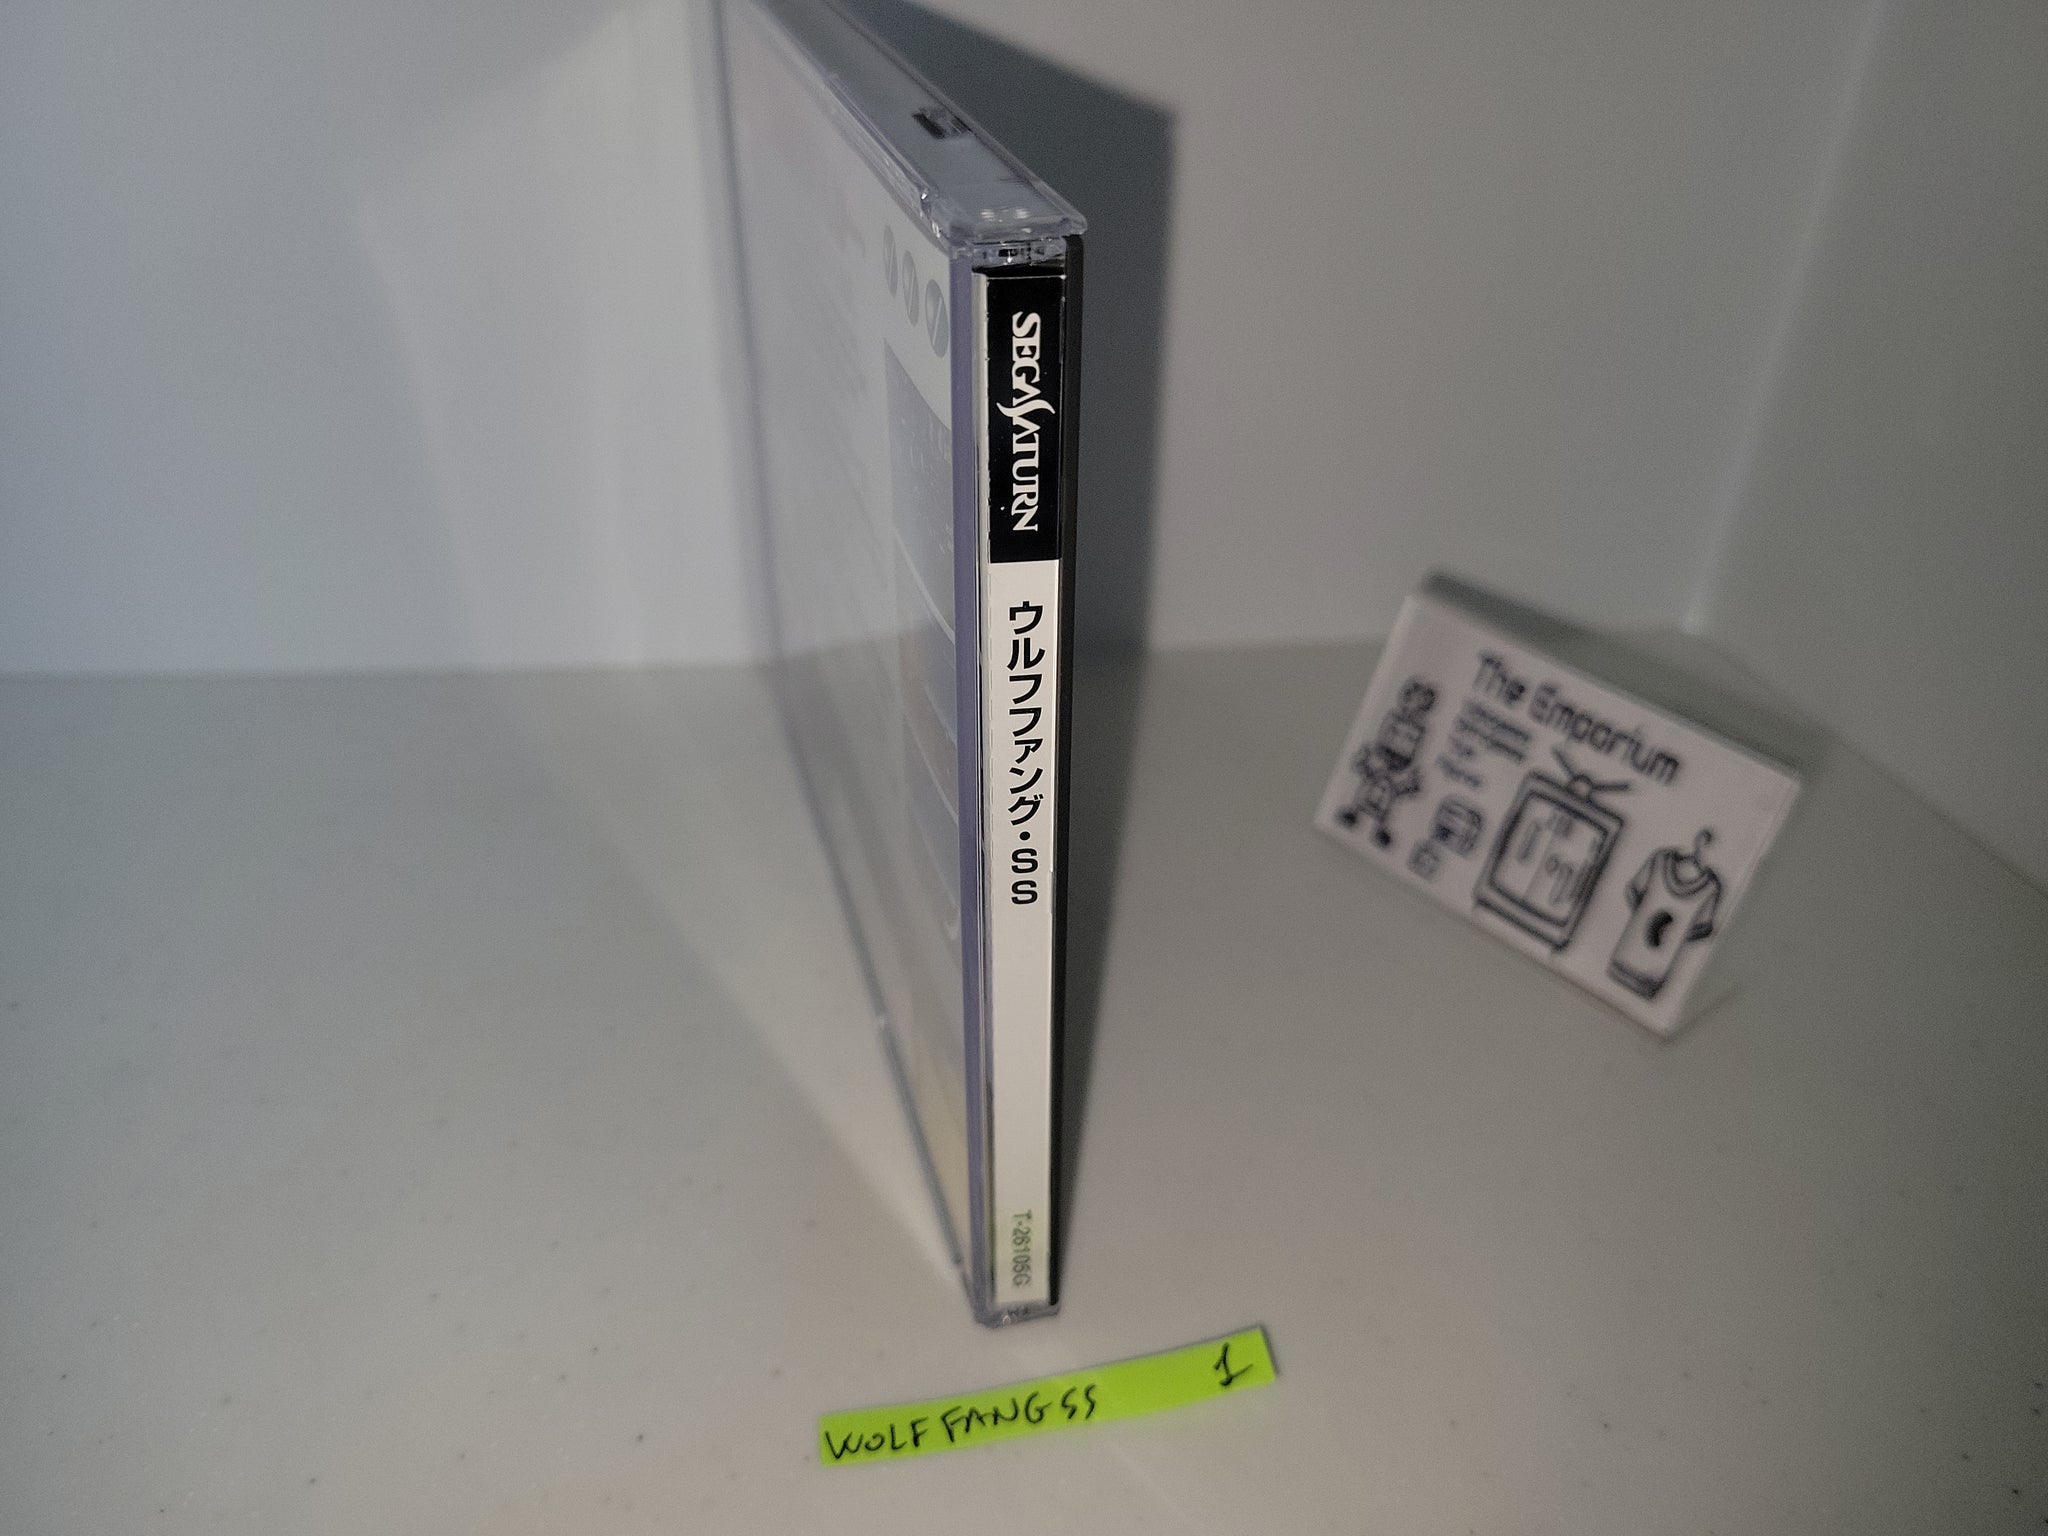 SEGA SATURN
ウルフファング・SS
T-26105G
The Emporium
WOLF FANG SS 1